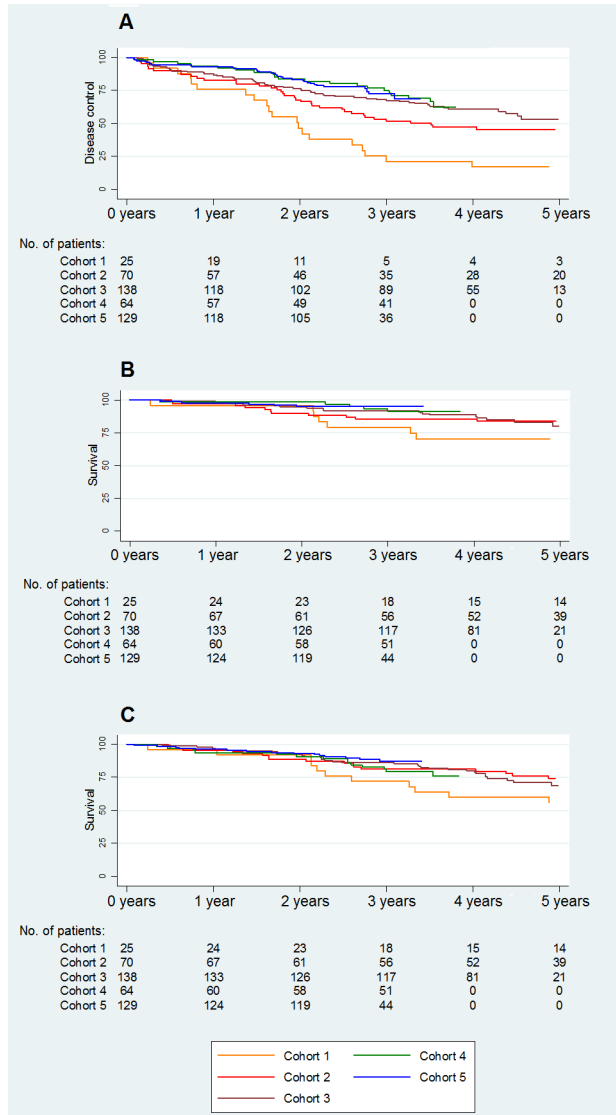 A
Disease control
100
75
50
25
0
0 years 1 year 2 years 3 years 4 years 5 years
No. of patients:
Cohort 1 25 19 11 5 4 3
Cohort 2 70 57 46 35 28 20
Cohort 3 138 118 102 89 55 13
Cohort 4 64 57 49 41 0 0
Cohort 5 129 118 105 36 0 0
B
Survival
100
75
50
25
0
0 years 1 year 2 years 3 years 4 years 5 years
No. of patients:
Cohort 1 25 24 23 18 15 14
Cohort 2 70 67 61 56 52 39
Cohort 3 138 133 126 117 81 21
Cohort 4 64 60 58 51 0 0
Cohort 5 129 124 119 44 0 0
C
Survival
100
75
50
25
0
0 years 1 year 2 years 3 years 4 years 5 years
No. of patients:
Cohort 1 25 24 23 18 15 14
Cohort 2 70 67 61 56 52 39
Cohort 3 138 133 126 117 81 21
Cohort 4 64 60 58 51 0 0
Cohort 5 129 124 119 44 0 0
Cohort 1 Cohort 4
Cohort 2 Cohort 5
Cohort 3